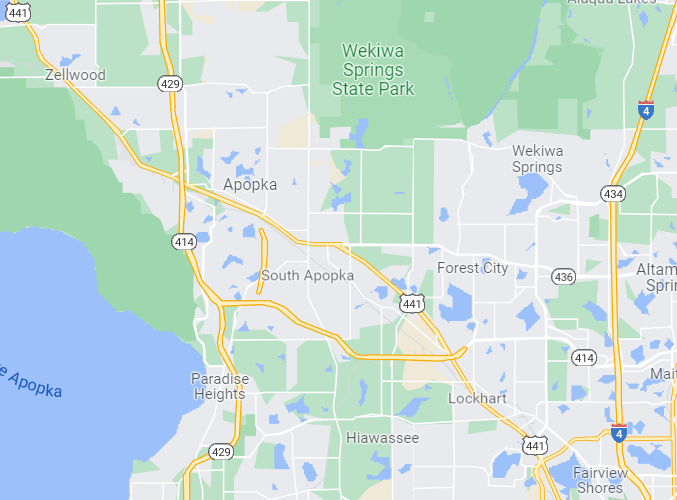 441
Alaqua Lakes
Wekiwa
Springs
State Park
Zellwood
429
4
Wekiwa
Springs
Apopka
434
414
South Apopka
Forest City
436
Altam
Sprin
441
414
Apopka
Paradise
Heights
Mait
Lockhart
Hiawassee
4
441
429
Fairview
Shores